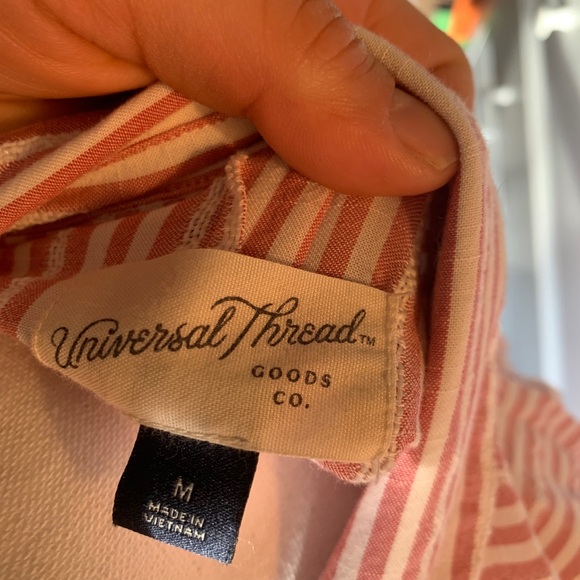 Universal Thread™
GOODS
CO.
M
MADE IN
VIETNAM